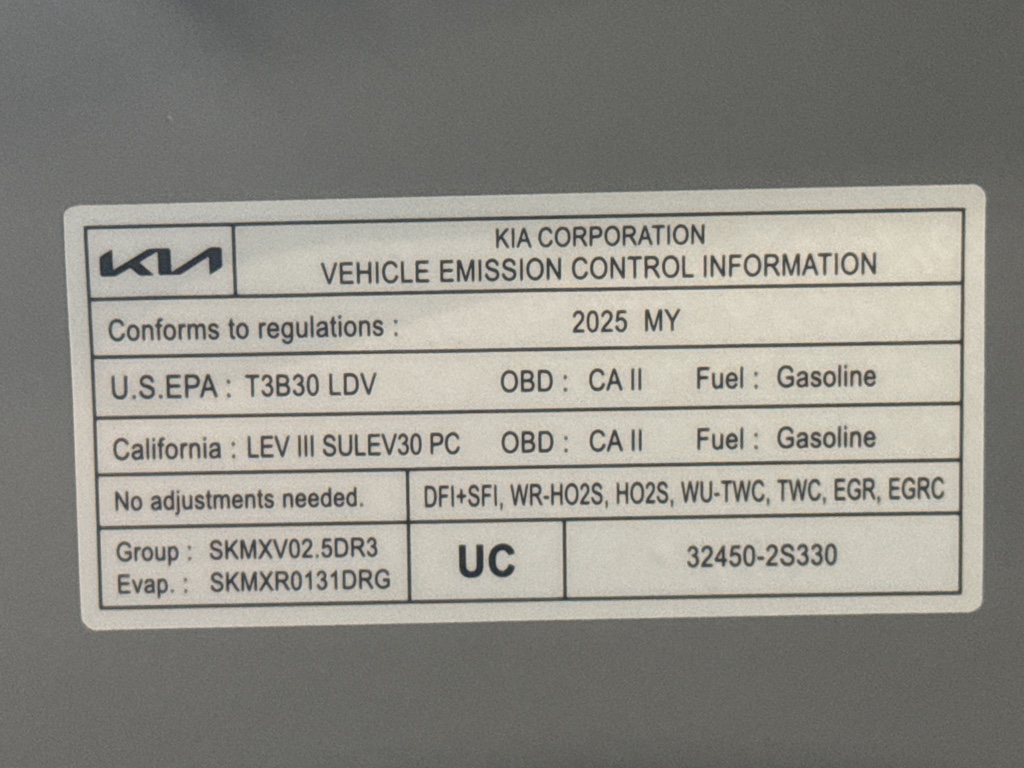 KIA
KIA CORPORATION
VEHICLE EMISSION CONTROL INFORMATION
Conforms to regulations : 2025 MY
U.S.EPA : T3B30 LDV OBD : CA II Fuel : Gasoline
California : LEV III SULEV30 PC OBD : CA II Fuel : Gasoline
No adjustments needed. DFI+SFI, WR-HO2S, HO2S, WU-TWC, TWC, EGR, EGRC
Group : SKMXV02.5DR3
Evap. : SKMXR0131DRG
UC
32450-2S330